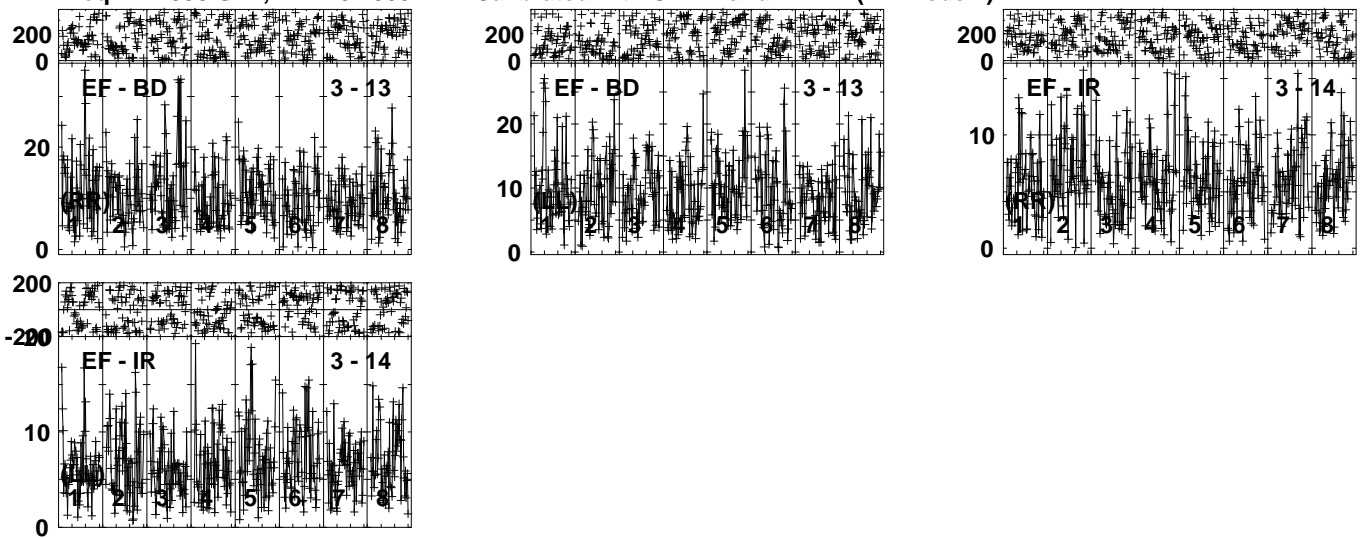 200 200 200
0 0 0
EF - BD 3 - 13 EF - BD 3 - 13 EF - IR 3 - 14
20 20 10
10
(RR) (LL) (RR)
1 2 3 4 5 6 7 8 1 2 3 4 5 6 7 8 1 2 3 4 5 6 7 8
0 0 0
200
-200
20
EF - IR 3 - 14
10
(LL)
1 2 3 4 5 6 7 8
0